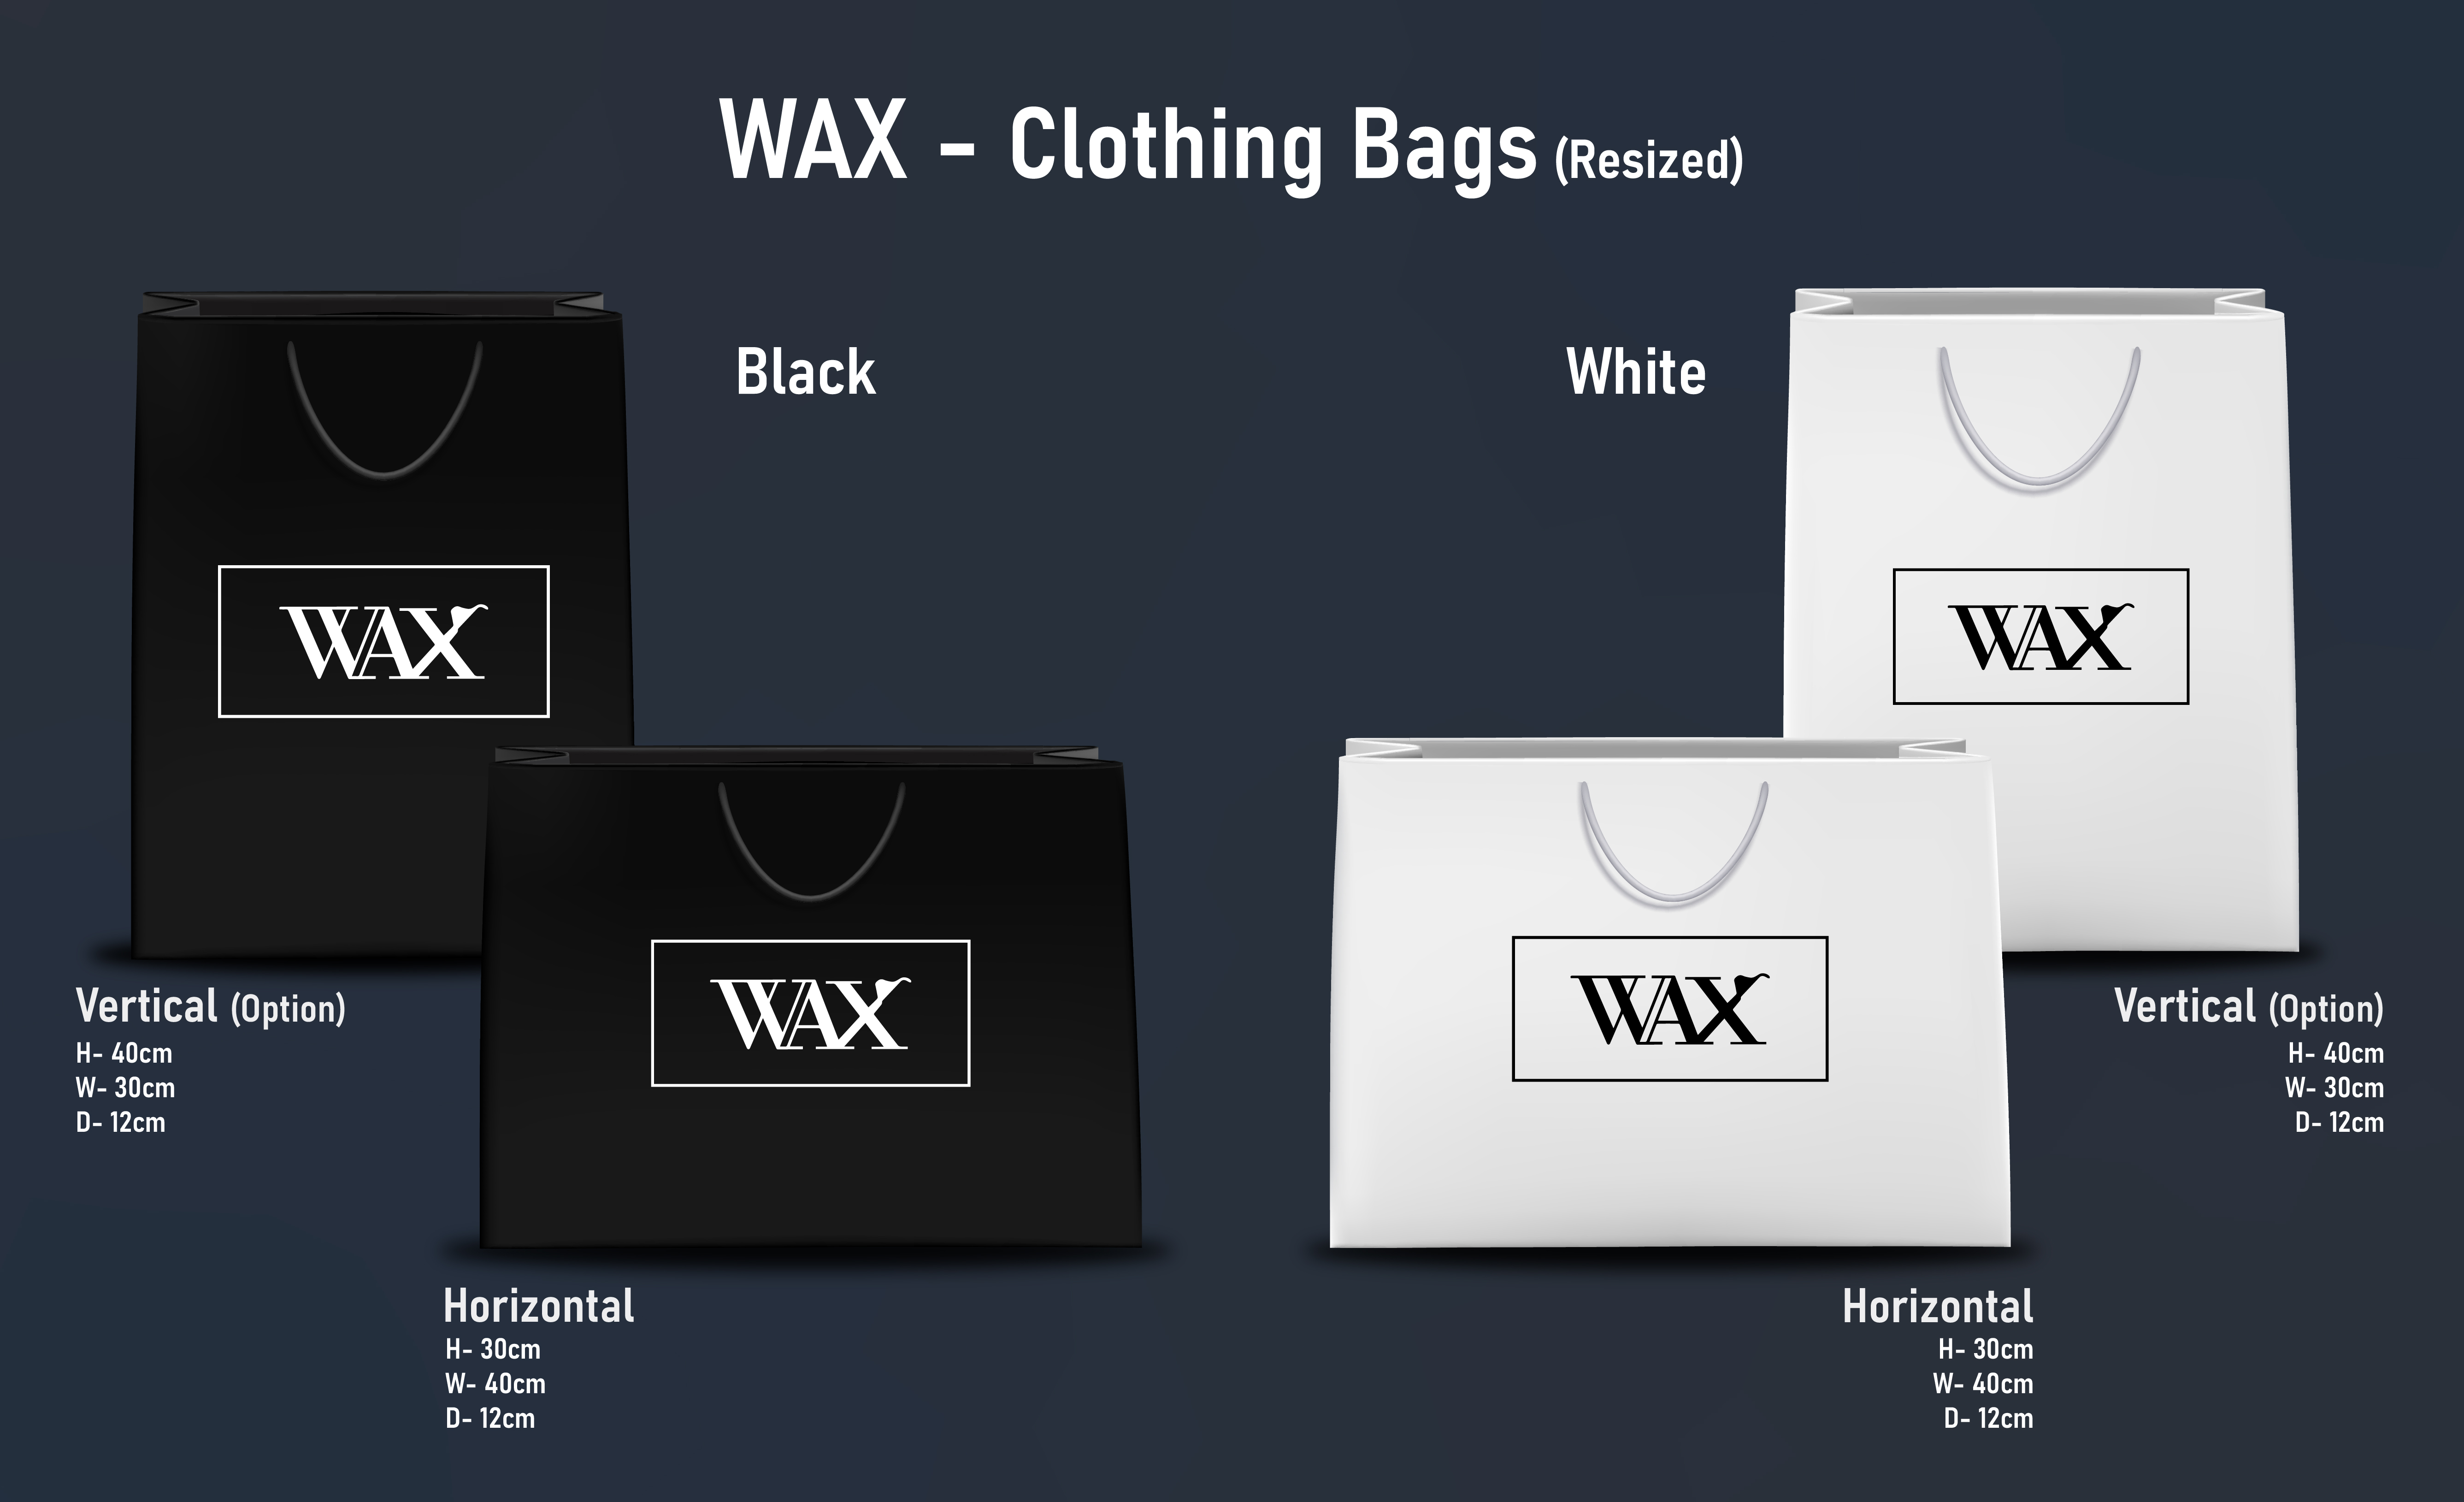 WAX - Clothing Bags (Resized)
Black
White
WAX
WAX
WAX
WAX
Vertical (Option)
H- 40cm
W- 30cm
D- 12cm
Vertical (Option)
H- 40cm
W- 30cm
D- 12cm
Horizontal
H- 30cm
W- 40cm
D- 12cm
Horizontal
H- 30cm
W- 40cm
D- 12cm